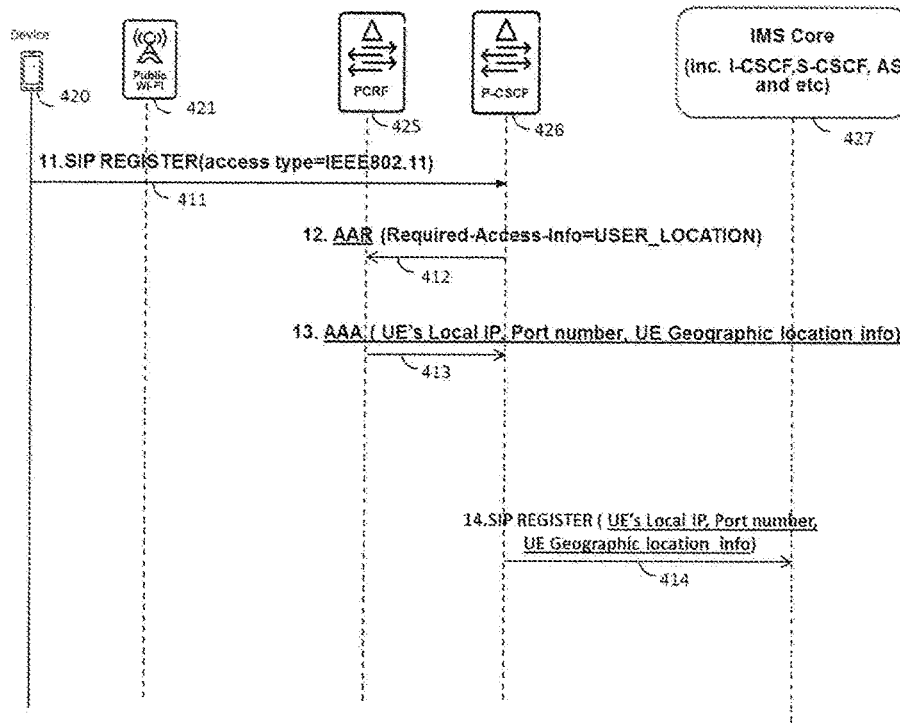 Device
Public
Wi-Fi
PCRF
P-CSCF
IMS Core
(inc. I-CSCF,S-CSCF, AS
and etc)
420
421
425
426
427
11.SIP REGISTER(access type=IEEE802.11)
411
12. AAR (Required-Access-Info=USER_LOCATION)
412
13. AAA ( UE's Local IP, Port number, UE Geographic location info)
413
14.SIP REGISTER ( UE's Local IP, Port number,
UE Geographic location info)
414